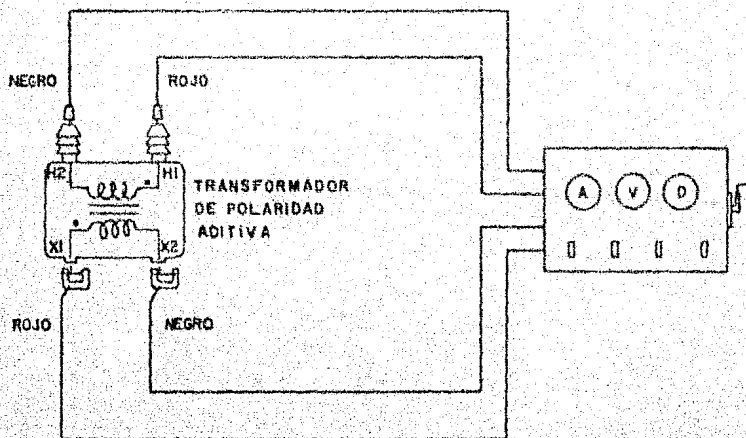 NEGRO
ROJO
H2
H1
TRANSFORMADOR
DE POLARIDAD
ADITIVA
X1
X2
ROJO
NEGRO
A
V
D